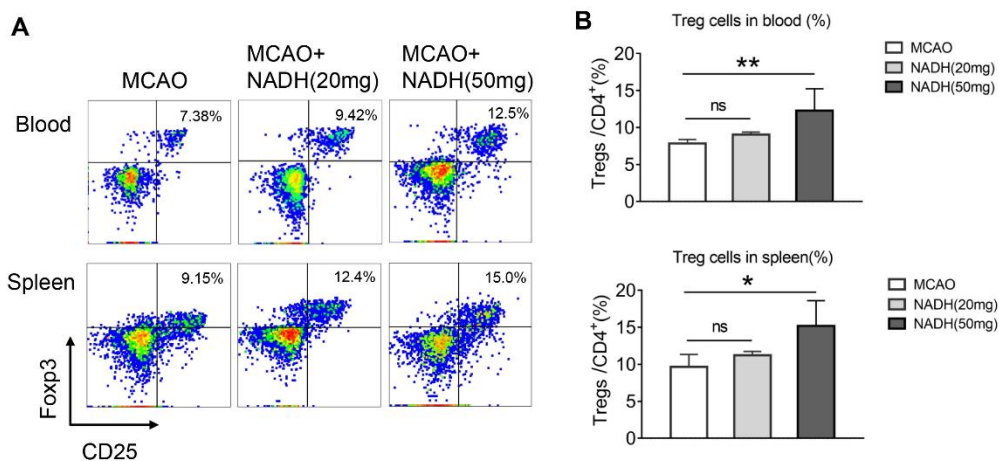 A
MCAO
MCAO+
NADH(20mg)
MCAO+
NADH(50mg)
Blood
7.38%
9.42%
12.5%
Spleen
9.15%
12.4%
15.0%
Foxp3
CD25
B
Treg cells in blood (%)
Tregs /CD4⁺(%)
20
15
10
5
0
ns
**
MCAO
NADH(20mg)
NADH(50mg)
Treg cells in spleen(%)
Tregs /CD4⁺(%)
20
15
10
5
0
ns
*
MCAO
NADH(20mg)
NADH(50mg)